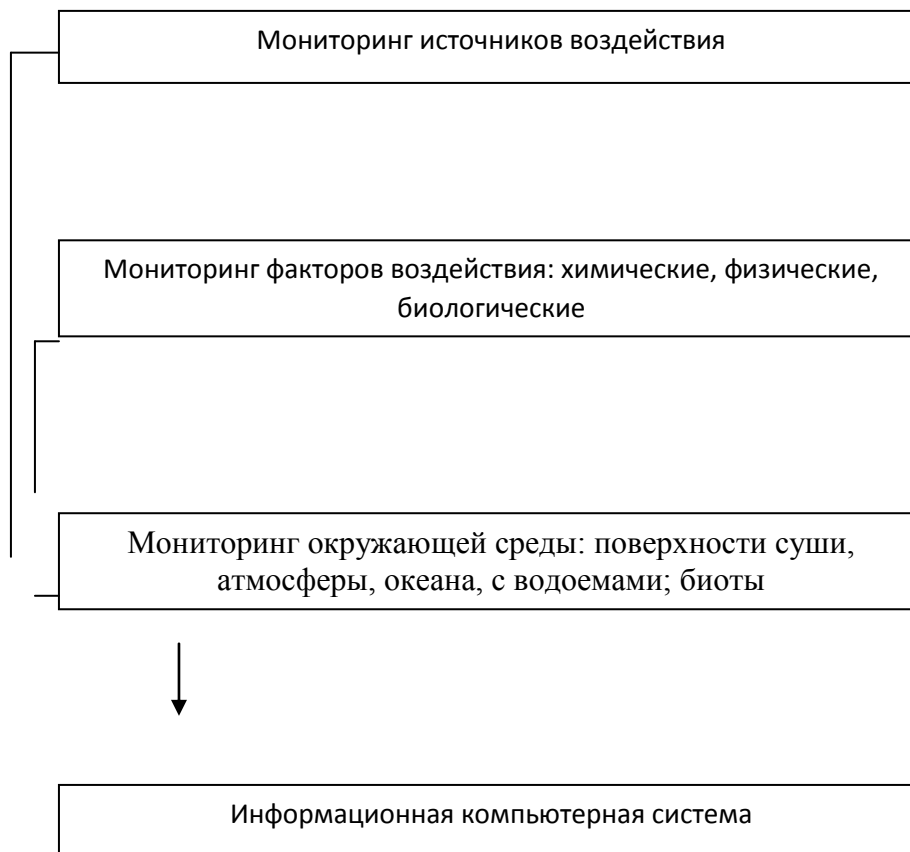 Мониторинг источников воздействия
Мониторинг факторов воздействия: химические, физические,
биологические
Мониторинг окружающей среды: поверхности суши,
атмосферы, океана, с водоемами; биоты
Информационная компьютерная система